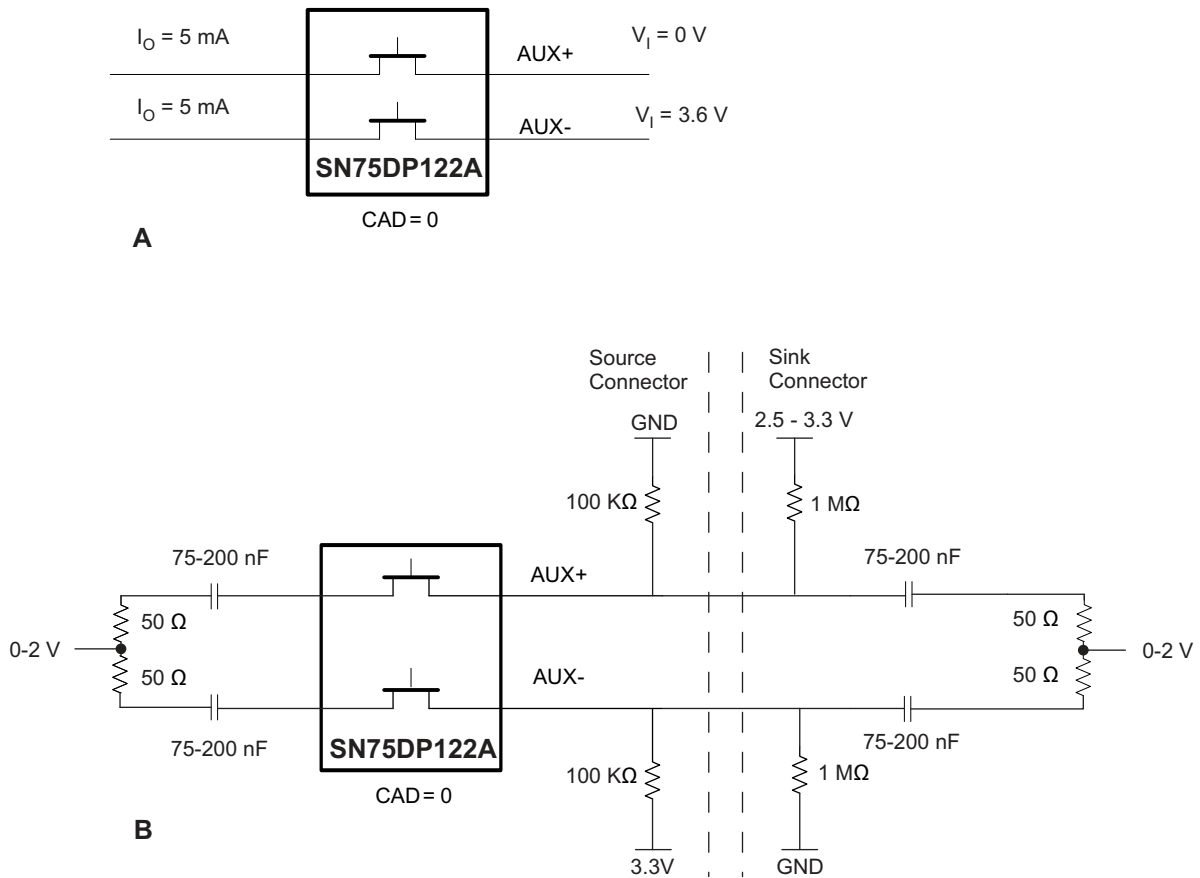 I_O = 5 mA
AUX+
V_I = 0 V
I_O = 5 mA
AUX-
V_I = 3.6 V
SN75DP122A
CAD = 0
A
Source
Connector
Sink
Connector
GND
2.5 - 3.3 V
100 KΩ
1 MΩ
75-200 nF
AUX+
75-200 nF
50 Ω
50 Ω
0-2 V
0-2 V
50 Ω
AUX-
50 Ω
75-200 nF
75-200 nF
SN75DP122A
100 KΩ
1 MΩ
CAD = 0
B
3.3V
GND